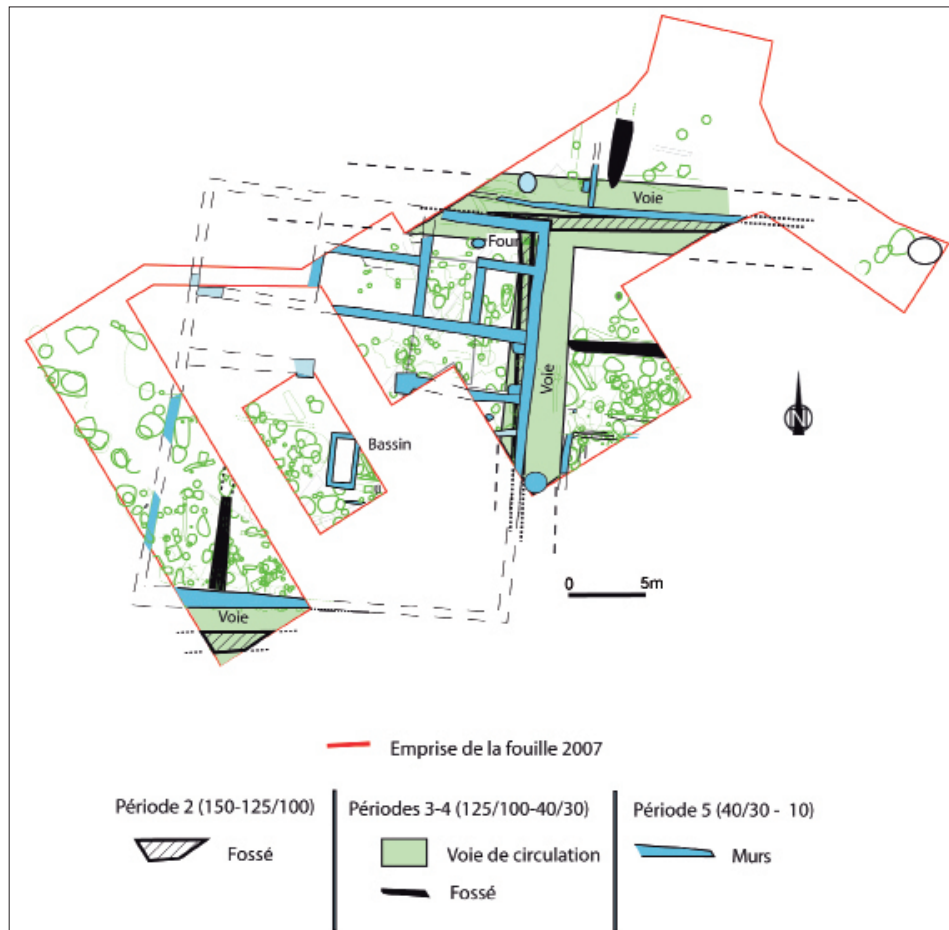 Voie
Four
Voie
Bassin
N
Voie
0 5m
Emprise de la fouille 2007
Période 2 (150-125/100)
Fossé
Périodes 3-4 (125/100-40/30)
Voie de circulation
Fossé
Période 5 (40/30 - 10)
Murs